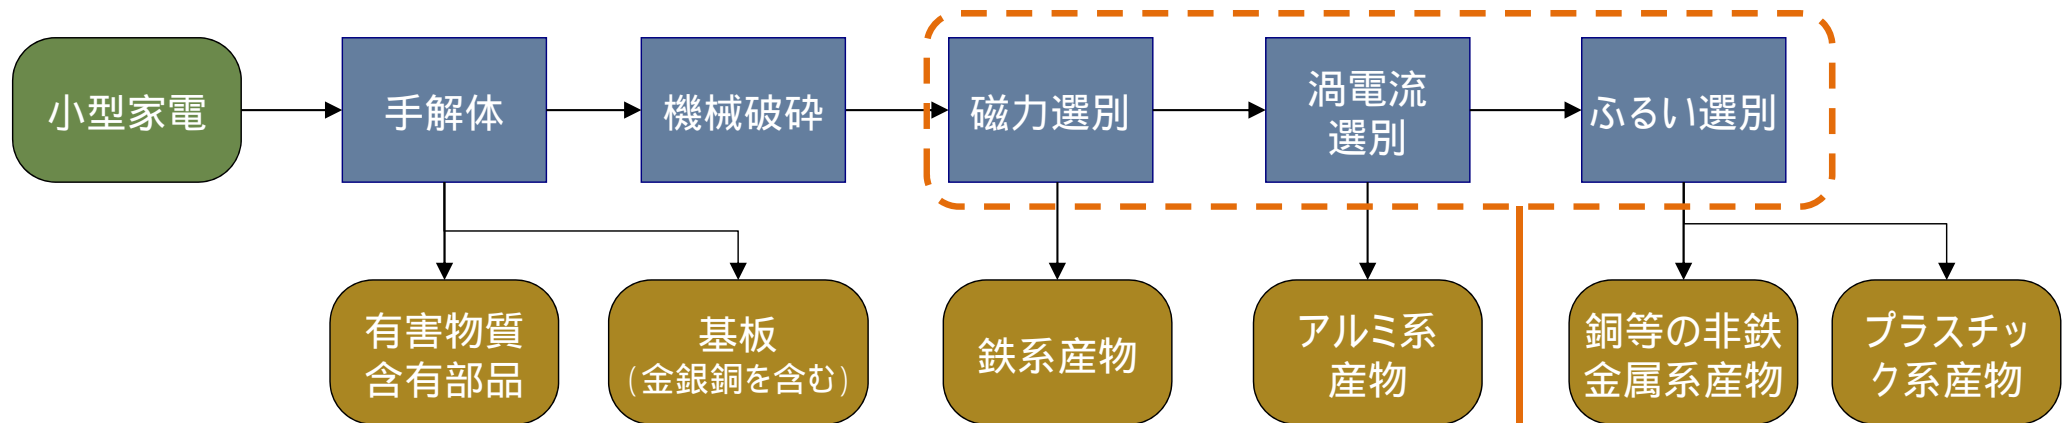 小型家電
手解体
機械破砕
磁力選別
渦電流
選別
ふるい選別
有害物質
含有部品
基板
(金銀銅を含む)
鉄系産物
アルミ系
産物
銅等の非鉄
金属系産物
プラスチッ
ク系産物